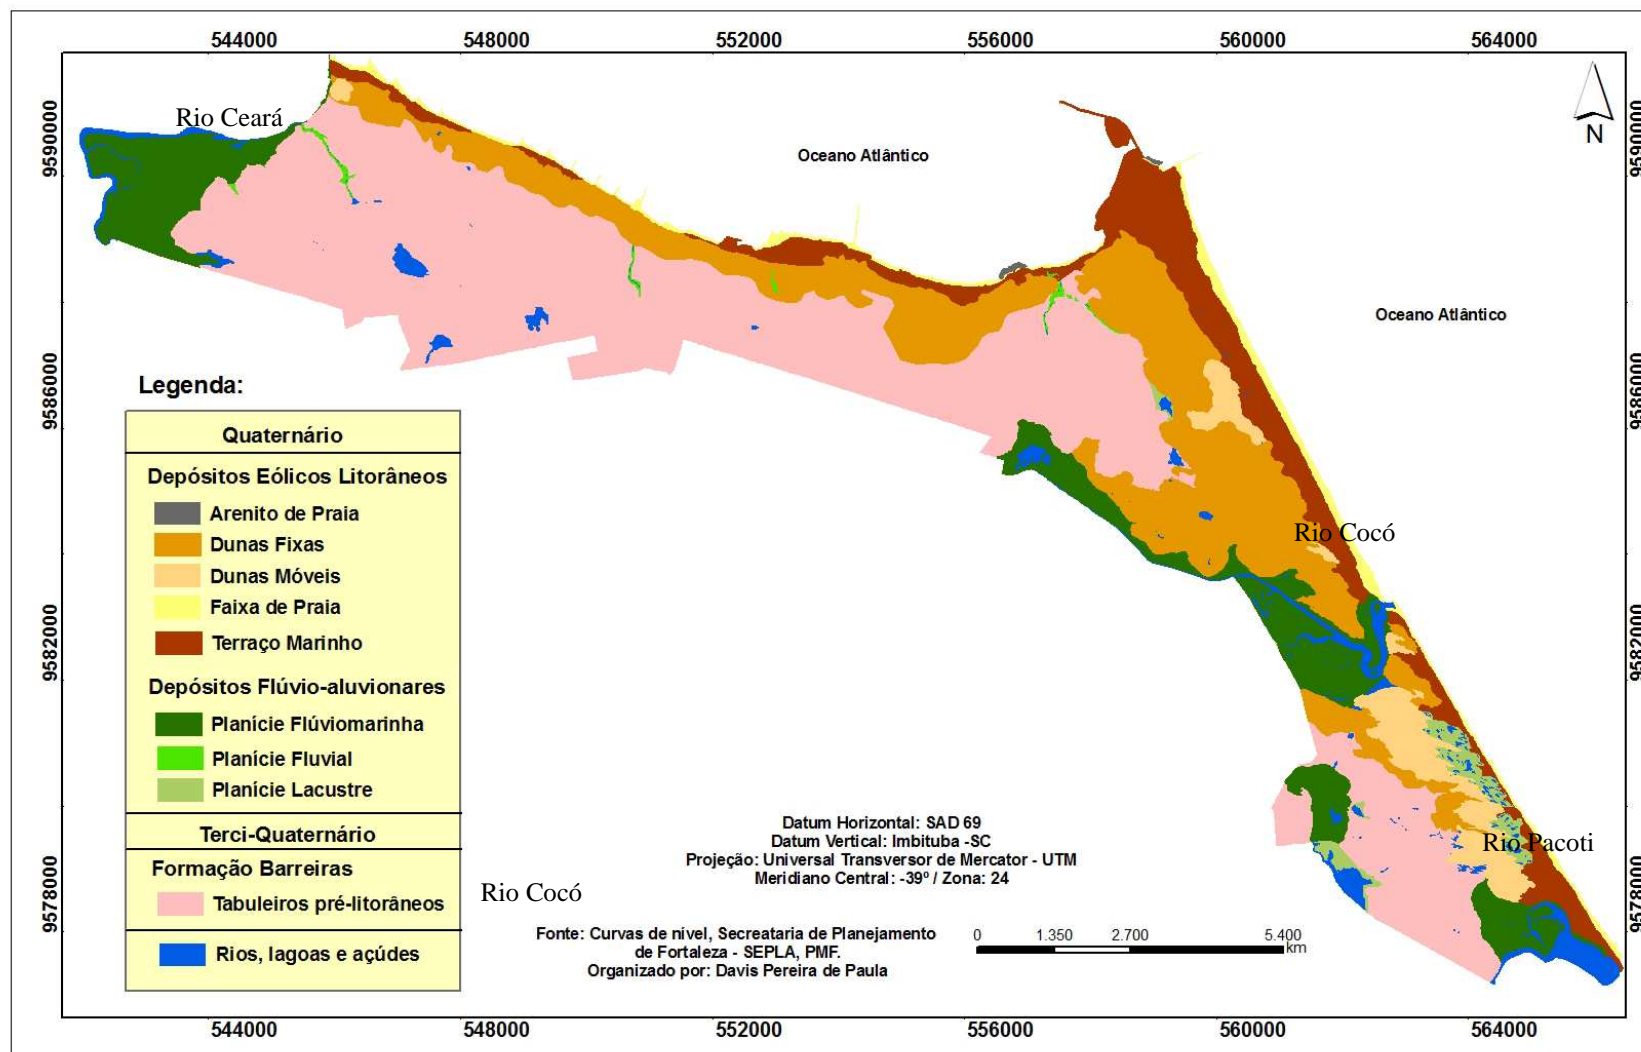 544000
548000
552000
556000
560000
564000
9590000
9590000
Rio Ceará
Oceano Atlântico
N
Oceano Atlântico
9586000
9586000
Legenda:
Quaternário
Depósitos Eólicos Litorâneos
Arenito de Praia
Dunas Fixas
Dunas Móveis
Faixa de Praia
Terraço Marinho
Rio Cocó
9582000
9582000
Depósitos Flúvio-aluvionares
Planície Flúviomarinha
Planície Fluvial
Planície Lacustre
Terci-Quaternário
Formação Barreiras
Tabuleiros pré-litorâneos
Rios, lagoas e açúdes
Datum Horizontal: SAD 69
Datum Vertical: Imbituba -SC
Projeção: Universal Transversor de Mercator - UTM
Meridiano Central: -39º / Zona: 24
Rio Pacoti
Rio Cocó
9578000
9578000
Fonte: Curvas de nível, Secreataria de Planejamento
de Fortaleza - SEPLA, PMF.
Organizado por: Davis Pereira de Paula
0 1.350 2.700 5.400
km
544000
548000
552000
556000
560000
564000